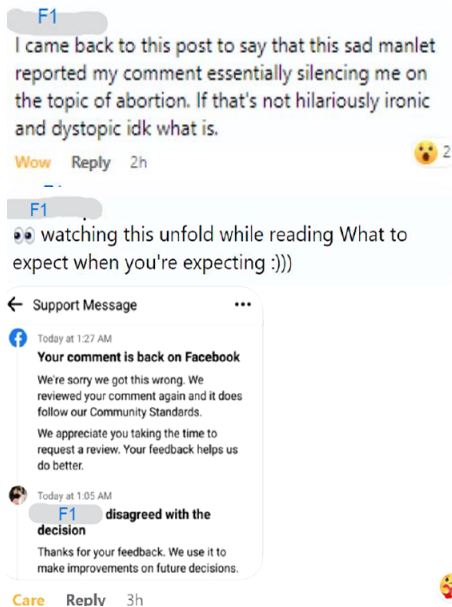 F1
I came back to this post to say that this sad manlet
reported my comment essentially silencing me on
the topic of abortion. If that's not hilariously ironic
and dystopic idk what is.
Wow Reply 2h
2
F1
👀 watching this unfold while reading What to
expect when you're expecting :)))
Support Message
Today at 1:27 AM
Your comment is back on Facebook
We're sorry we got this wrong. We
reviewed your comment again and it does
follow our Community Standards.
We appreciate you taking the time to
request a review. Your feedback helps us
do better.
Today at 1:05 AM
F1 disagreed with the
decision
Thanks for your feedback. We use it to
make improvements on future decisions.
Care Reply 3h